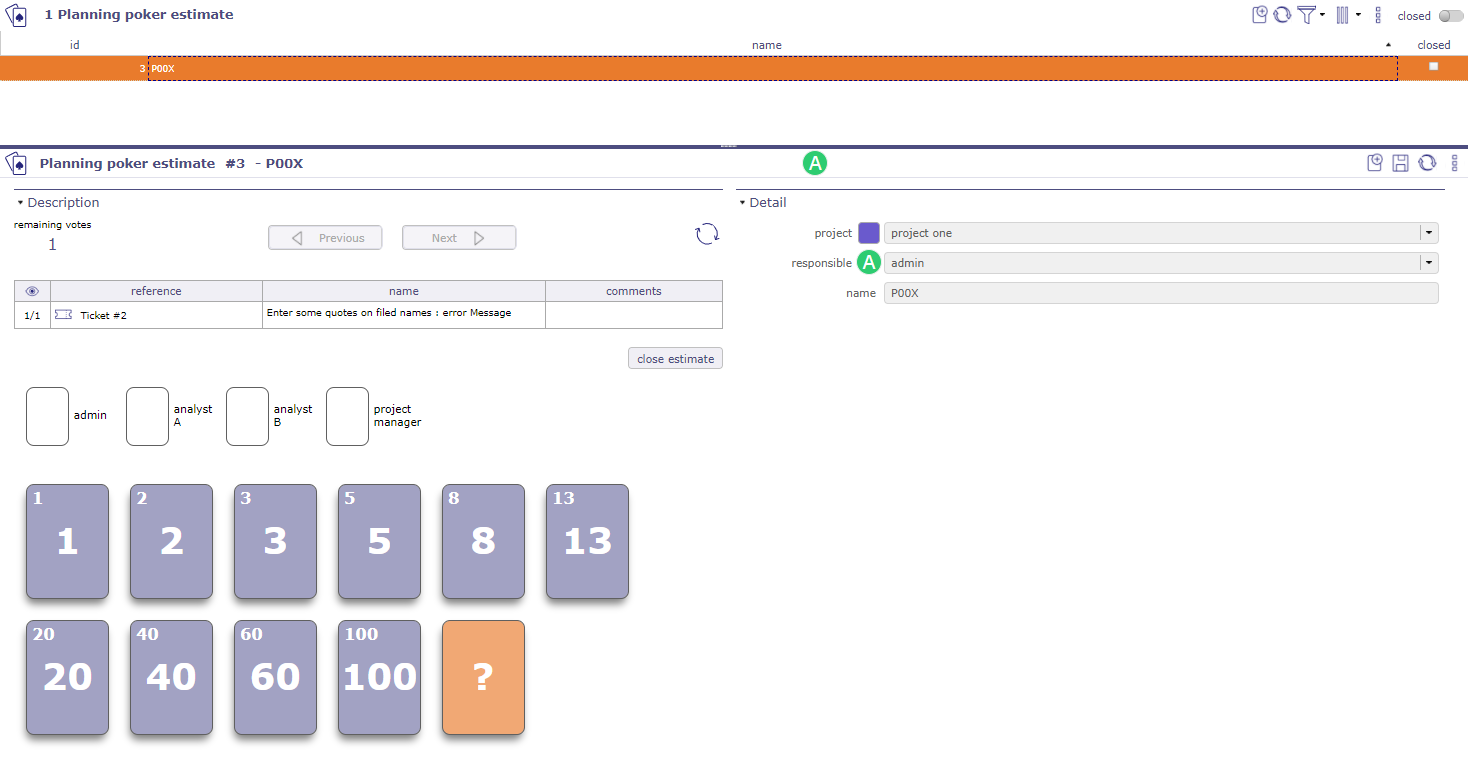 1 Planning poker estimate
closed
id name closed
3 P00X
Planning poker estimate #3 - P00X
A
Description
remaining votes
1
Previous Next
reference name comments
1/1 Ticket #2 Enter some quotes on filed names : error Message
close estimate
admin
analyst
A
analyst
B
project
manager
1 2 3 5 8 13
1 2 3 5 8 13
20 40 60 100
20 40 60 100 ?
Detail
project project one
responsible A admin
name P00X